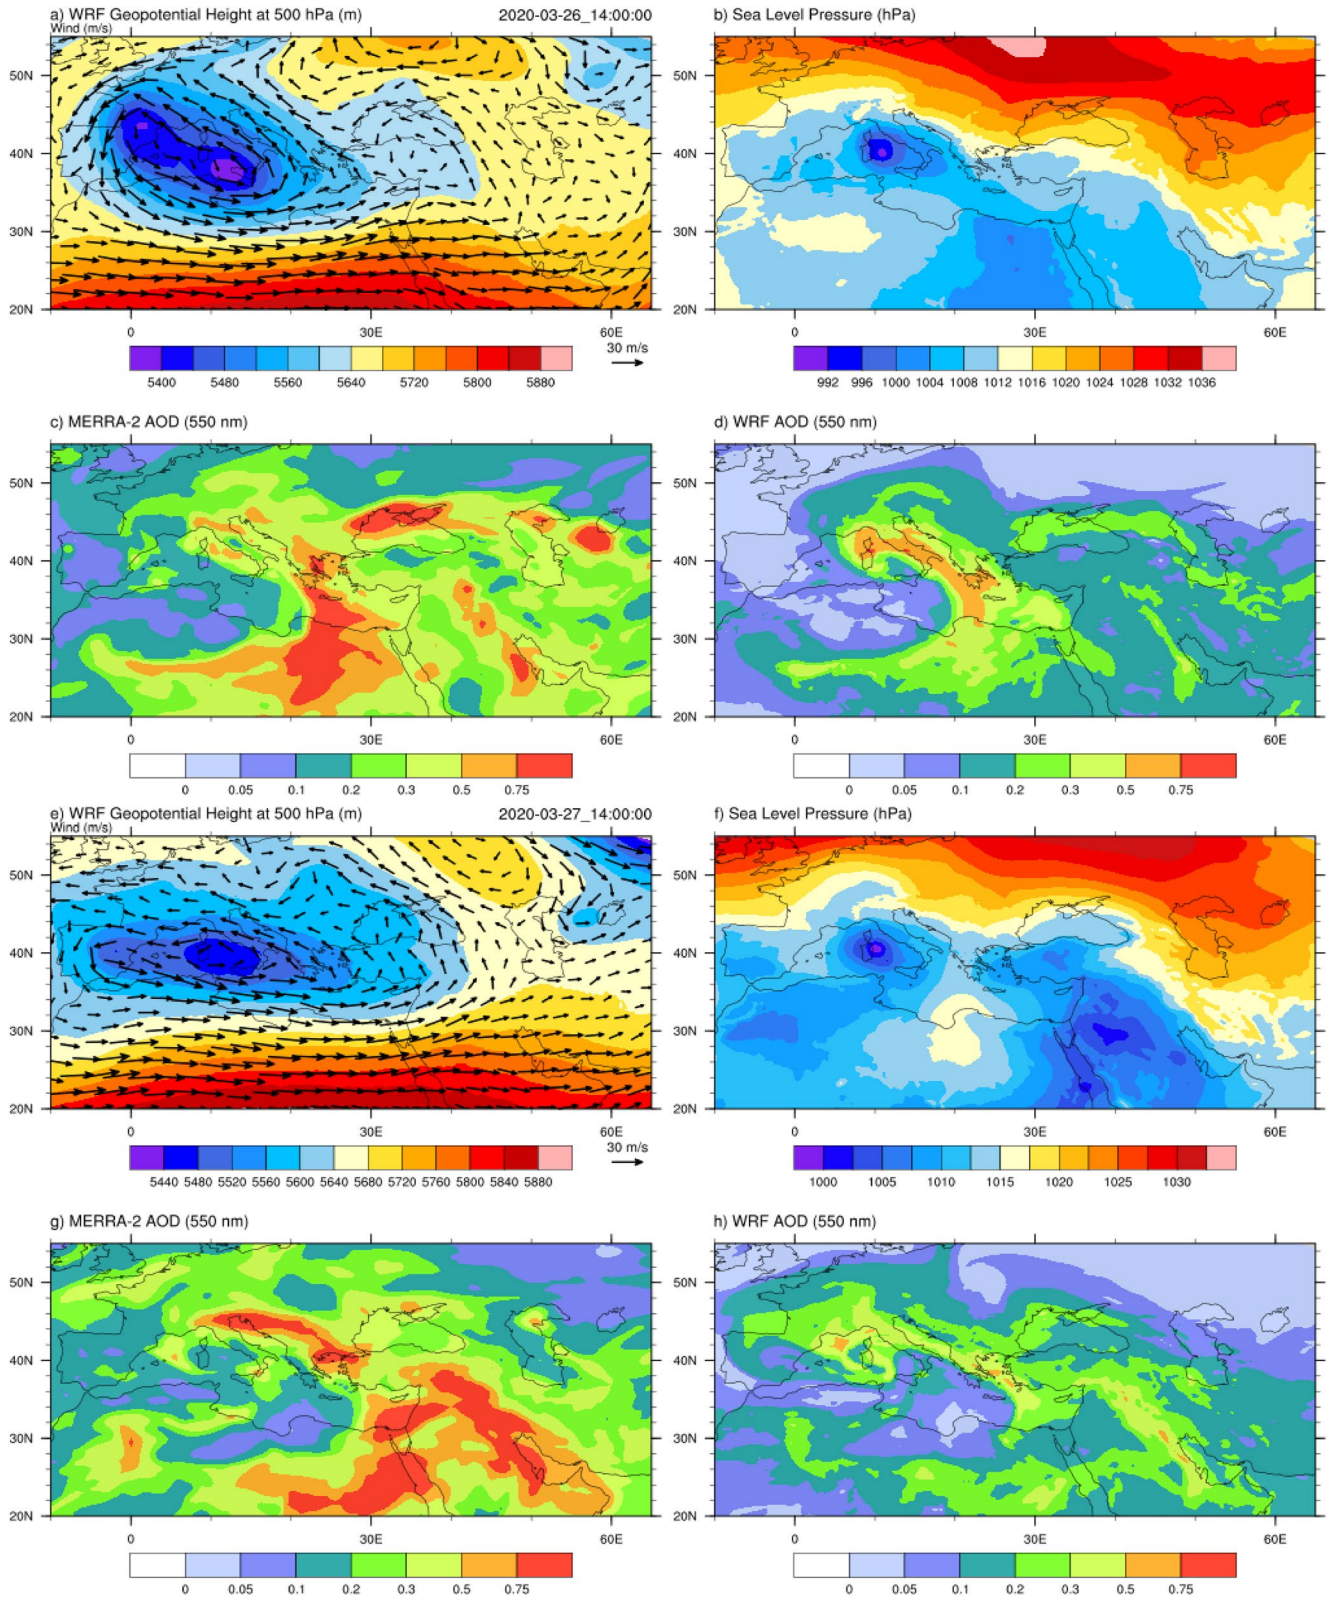 a) WRF Geopotential Height at 500 hPa (m) 2020-03-26_14:00:00
Wind (m/s)
50N
40N
30N
20N
0 30E 60E
30 m/s
5400 5480 5560 5640 5720 5800 5880
b) Sea Level Pressure (hPa)
50N
40N
30N
20N
0 30E 60E
992 996 1000 1004 1008 1012 1016 1020 1024 1028 1032 1036
c) MERRA-2 AOD (550 nm)
50N
40N
30N
20N
0 30E 60E
0 0.05 0.1 0.2 0.3 0.5 0.75
d) WRF AOD (550 nm)
50N
40N
30N
20N
0 30E 60E
0 0.05 0.1 0.2 0.3 0.5 0.75
e) WRF Geopotential Height at 500 hPa (m) 2020-03-27_14:00:00
Wind (m/s)
50N
40N
30N
20N
0 30E 60E
30 m/s
5440 5480 5520 5560 5600 5640 5680 5720 5760 5800 5840 5880
f) Sea Level Pressure (hPa)
50N
40N
30N
20N
0 30E 60E
1000 1005 1010 1015 1020 1025 1030
g) MERRA-2 AOD (550 nm)
50N
40N
30N
20N
0 30E 60E
0 0.05 0.1 0.2 0.3 0.5 0.75
h) WRF AOD (550 nm)
50N
40N
30N
20N
0 30E 60E
0 0.05 0.1 0.2 0.3 0.5 0.75